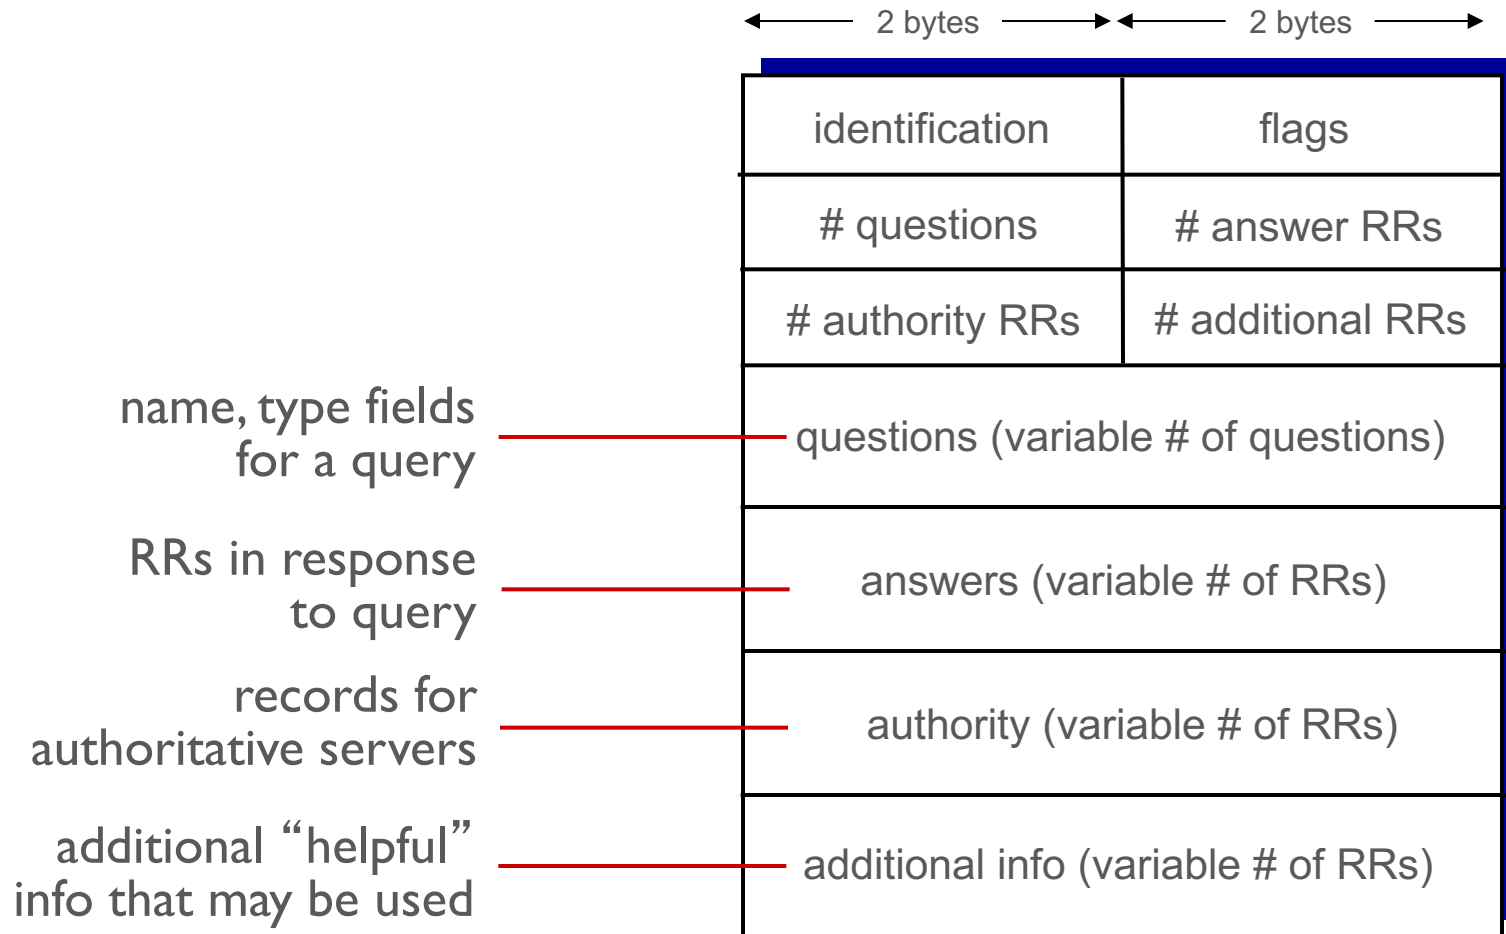 2 bytes
2 bytes
identification
flags
# questions
# answer RRs
# authority RRs
# additional RRs
name, type fields
for a query
questions (variable # of questions)
RRs in response
to query
answers (variable # of RRs)
records for
authoritative servers
authority (variable # of RRs)
additional “helpful”
info that may be used
additional info (variable # of RRs)